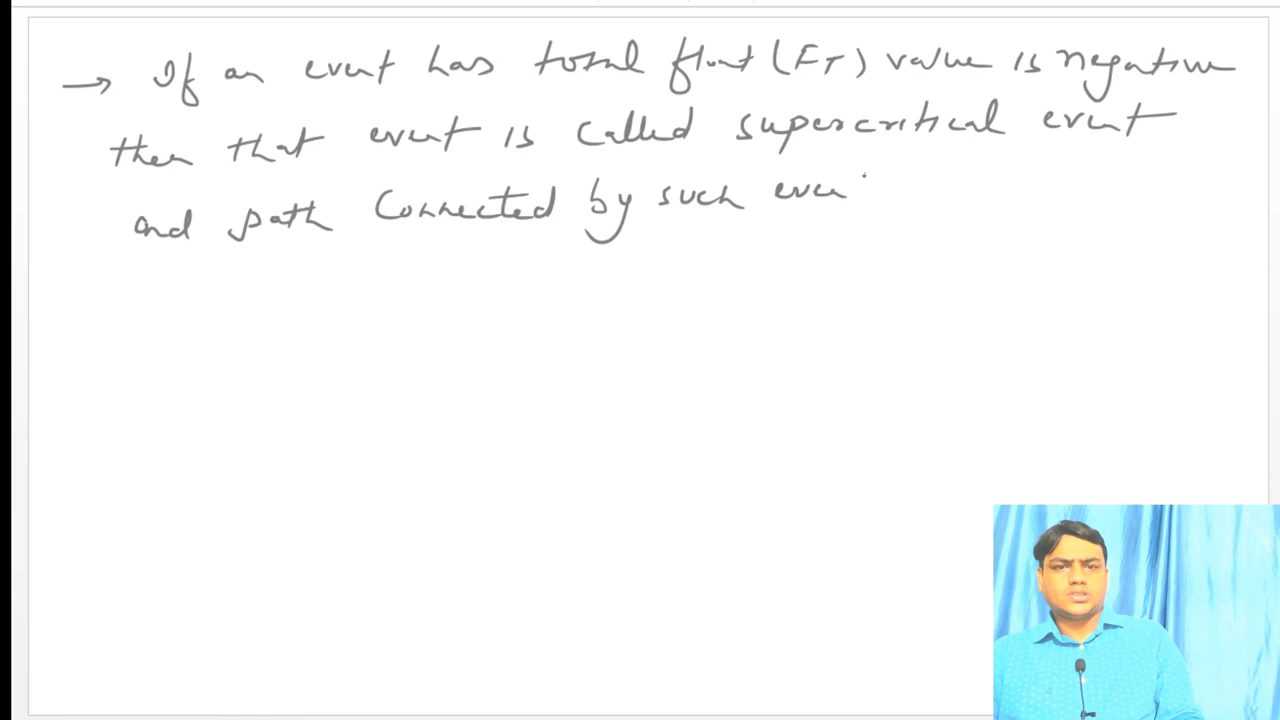 → If an event has total float (FT) value is negative
then that event is called supercritical event
and path connected by such even